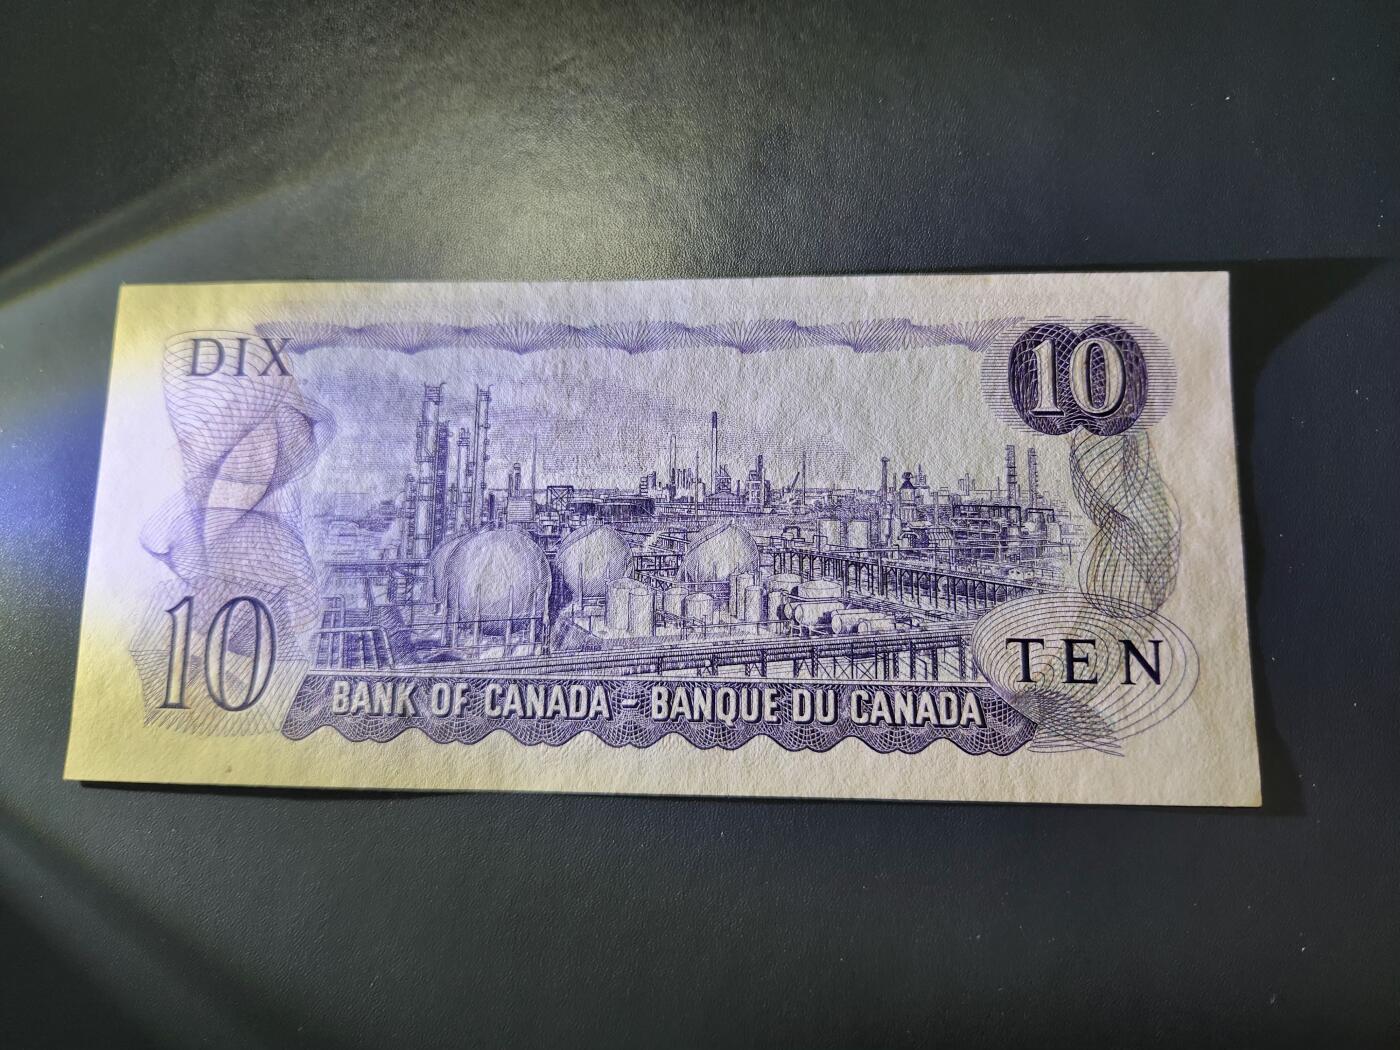 DIX
10
10
TEN
BANK OF CANADA – BANQUE DU CANADA